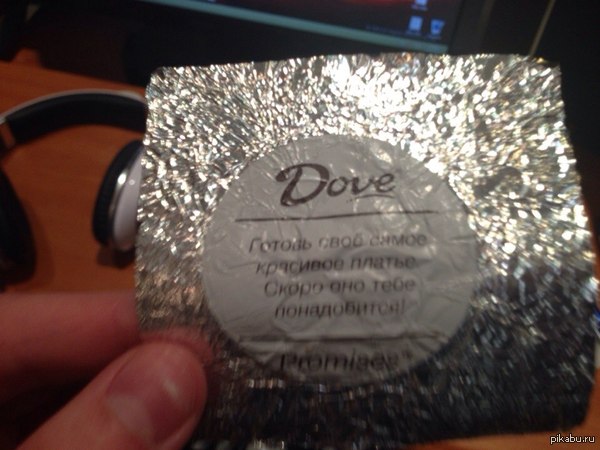 Dove
Готовь своё самое
красивое платье.
Скоро оно тебе
понадобится!
Promises
pikabu.ru